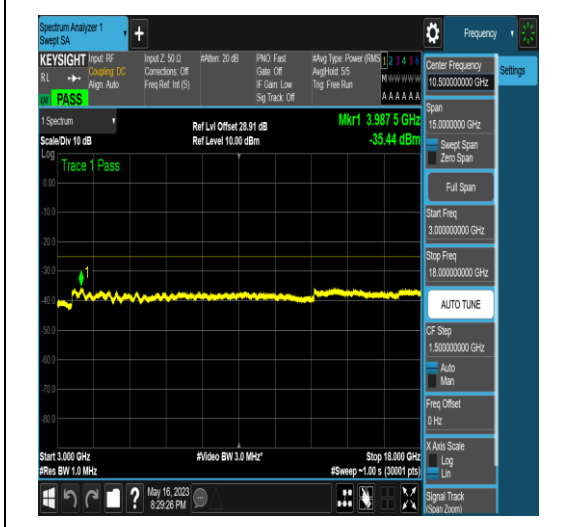 Spectrum Analyzer 1
Swept SA
+
Frequency
KEYSIGHT
Input: RF
Coupling: DC
Align: Auto
Input Z: 50 Ω
Corrections: Off
Freq Ref: Int (S)
#Atten: 20 dB
PNO: Fast
Gate: Off
IF Gain: Low
Sig Track: Off
#Avg Type: Power (RMS
Avg|Hold: 5/5
Trig: Free Run
1 2 3 4 5 6
M W W W W W
A A A A A A
RL
PASS
Center Frequency
10.500000000 GHz
Settings
Span
15.0000000 GHz
Swept Span
Zero Span
Full Span
Start Freq
3.000000000 GHz
Stop Freq
18.000000000 GHz
AUTO TUNE
CF Step
1.500000000 GHz
Auto
Man
Freq Offset
0 Hz
X Axis Scale
Log
Lin
Signal Track
(Span Zoom)
1 Spectrum
Scale/Div 10 dB
Ref Lvl Offset 28.91 dB
Ref Level 10.00 dBm
Mkr1 3.987 5 GHz
-35.44 dBm
Log
Trace 1 Pass
0.00
-10.0
-20.0
-30.0
-40.0
-50.0
-60.0
-70.0
-80.0
1
Start 3.000 GHz
#Res BW 1.0 MHz
#Video BW 3.0 MHz*
Stop 18.000 GHz
#Sweep ~1.00 s (30001 pts)
?
May 16, 2023
8:29:26 PM